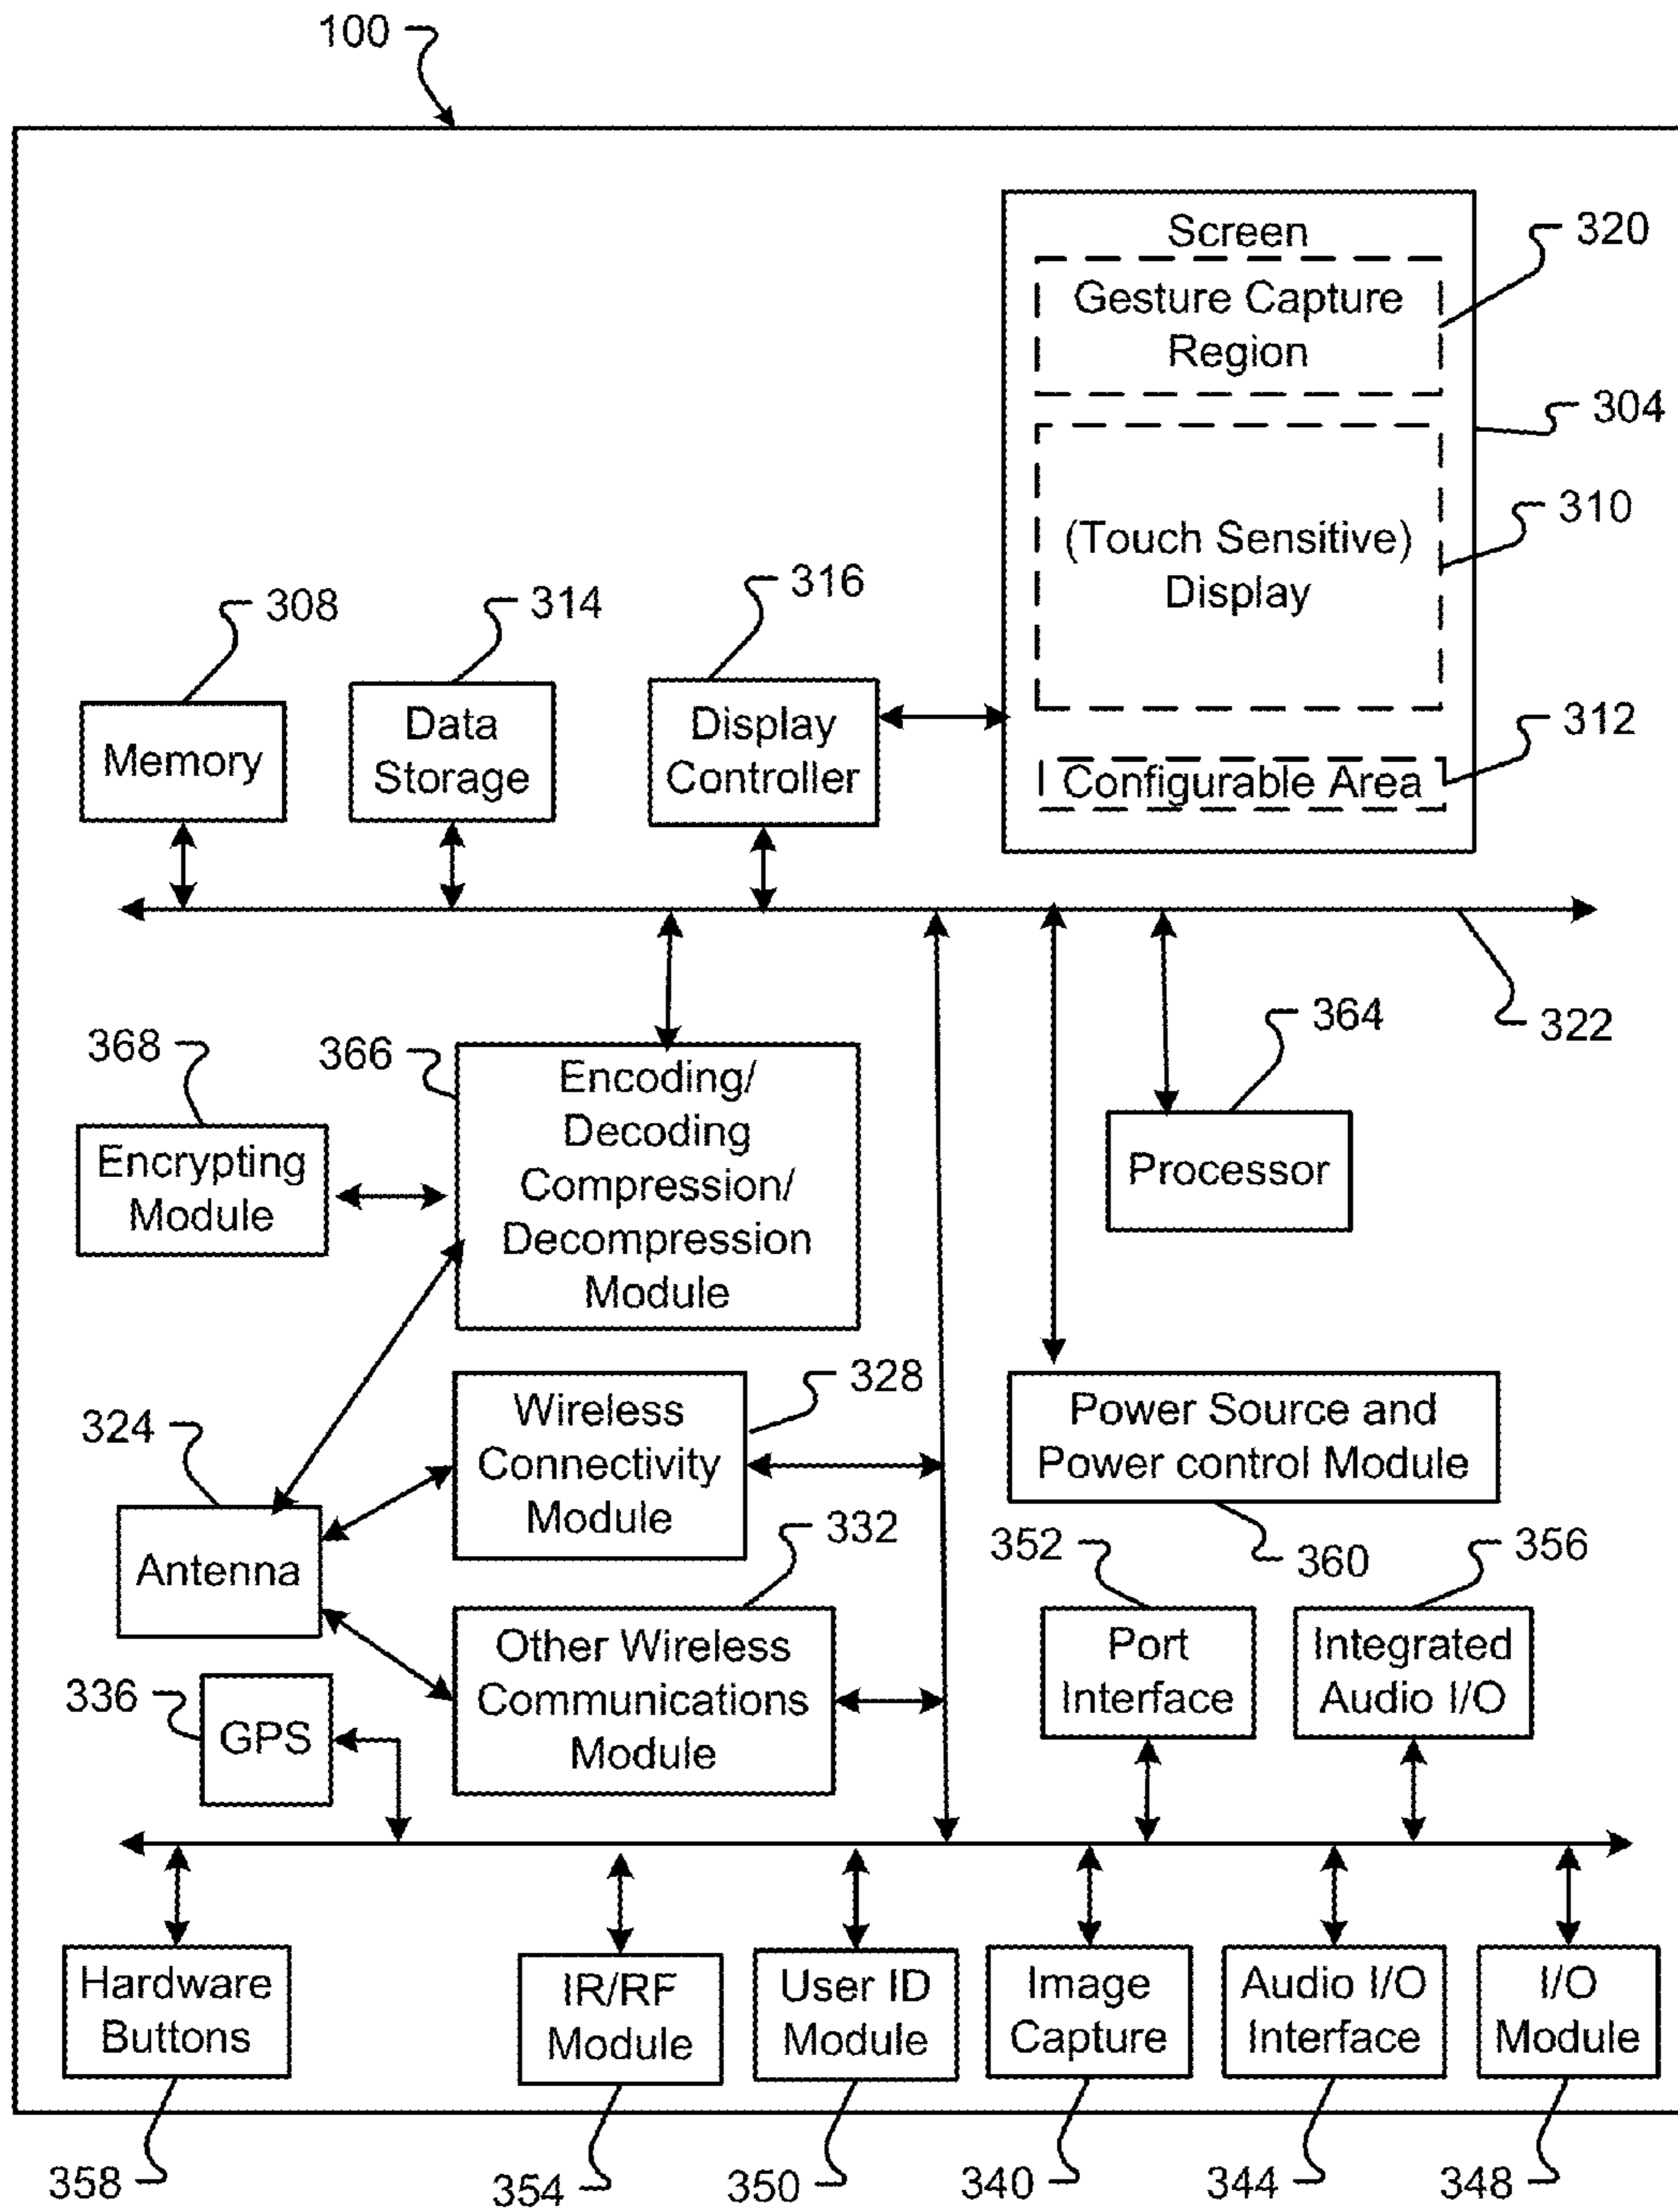 100
Screen
320
Gesture Capture
Region
304
310
(Touch Sensitive)
Display
316
314
308
312
Data
Storage
Display
Controller
Memory
Configurable Area
322
364
368
366
Encoding/
Decoding
Compression/
Decompression
Module
Encrypting
Module
Processor
328
Wireless
Connectivity
Module
Power Source and
Power control Module
324
332
352
360
356
Antenna
Other Wireless
Communications
Module
Port
Interface
Integrated
Audio I/O
336
GPS
Hardware
Buttons
IR/RF
Module
User ID
Module
Image
Capture
Audio I/O
Interface
I/O
Module
358
354
350
340
344
348